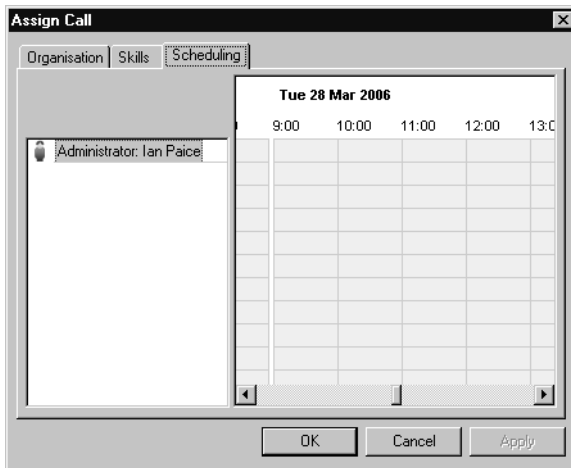 Assign Call
Organisation Skills Scheduling
Tue 28 Mar 2006
9:00 10:00 11:00 12:00
Administrator: Ian Paice
OK Cancel Apply